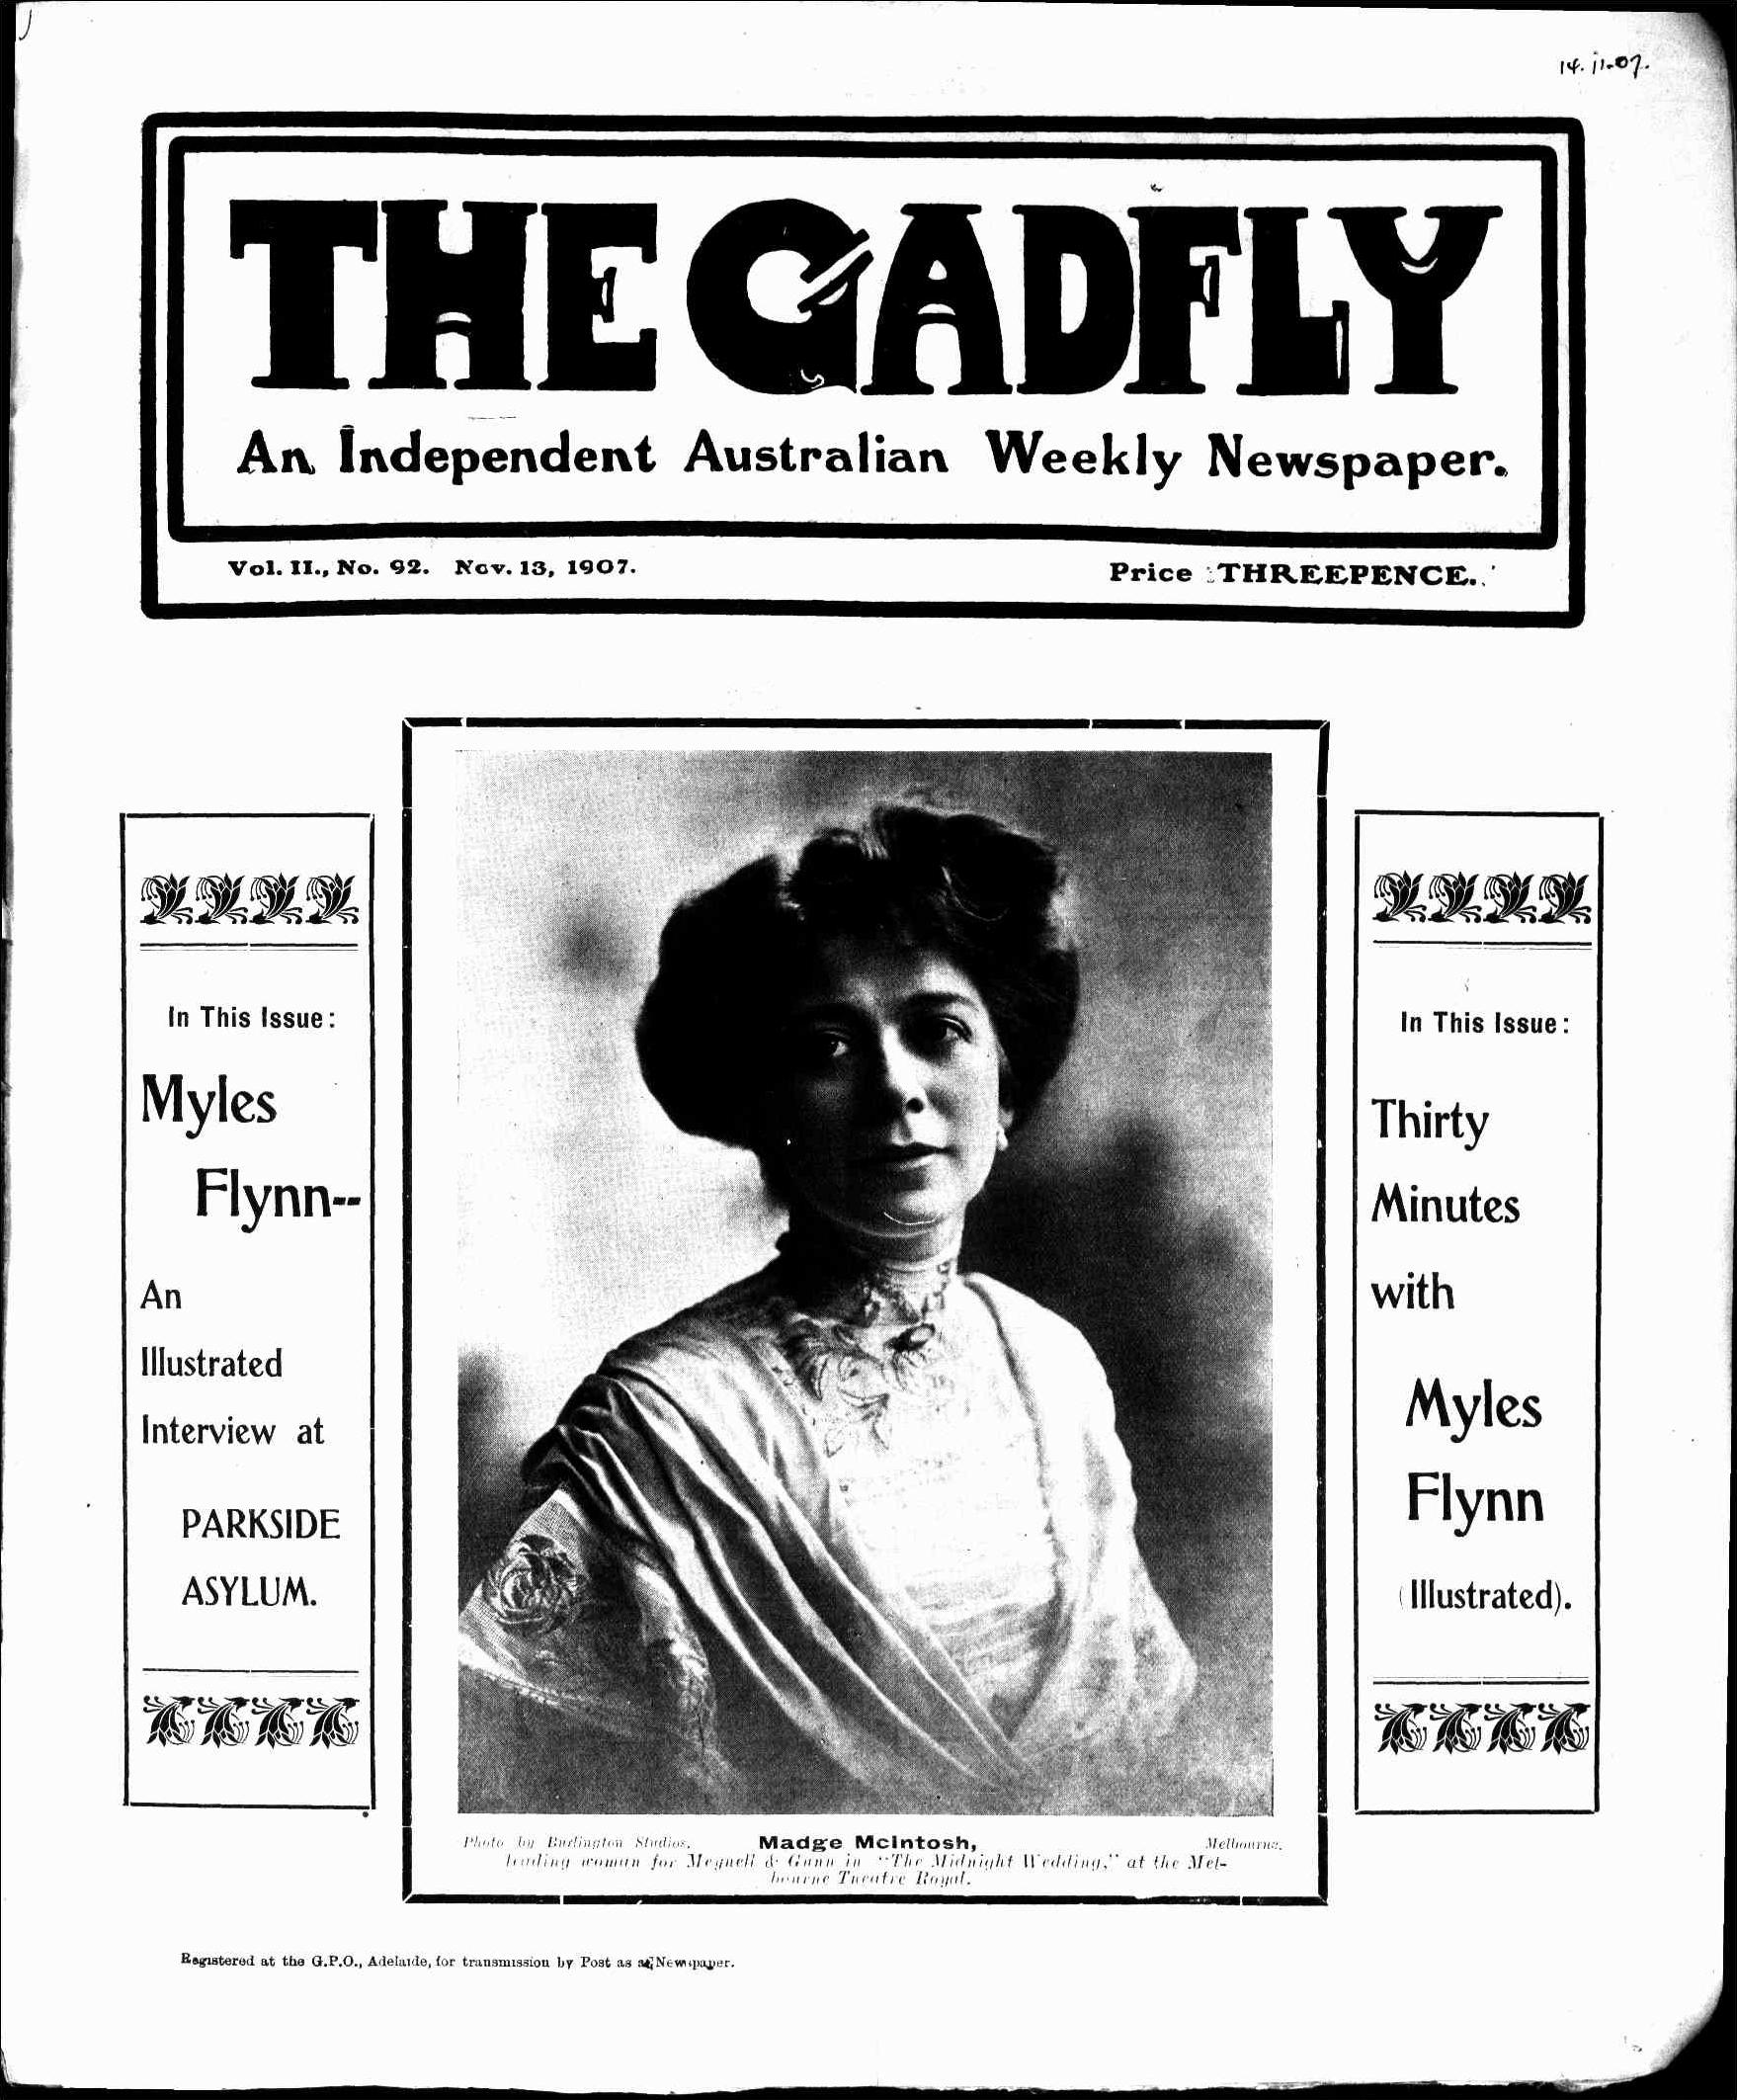 14.11.07.
THE GADFLY
An Independent Australian Weekly Newspaper.
Vol. II., No. 92. Nov. 13, 1907.
Price THREEPENCE.
In This Issue:
Myles
Flynn--
An
Illustrated
Interview at
PARKSIDE
ASYLUM.
Photo by Burlington Studios. Madge McIntosh, Melbourne.
leading woman for Meynell & Gunn in "The Midnight Wedding," at the Mel-
bourne Theatre Royal.
In This Issue:
Thirty
Minutes
with
Myles
Flynn
(Illustrated).
Registered at the G.P.O., Adelaide, for transmission by Post as a Newspaper.